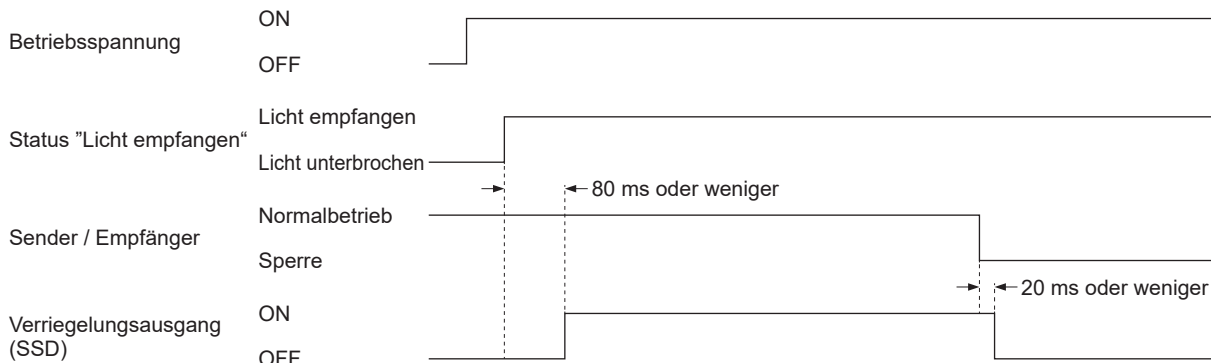 ON
Betriebsspannung
OFF
Licht empfangen
Status ”Licht empfangen“
Licht unterbrochen
80 ms oder weniger
Normalbetrieb
Sender / Empfänger
Sperre
20 ms oder weniger
ON
Verriegelungsausgang
(SSD)
OFF